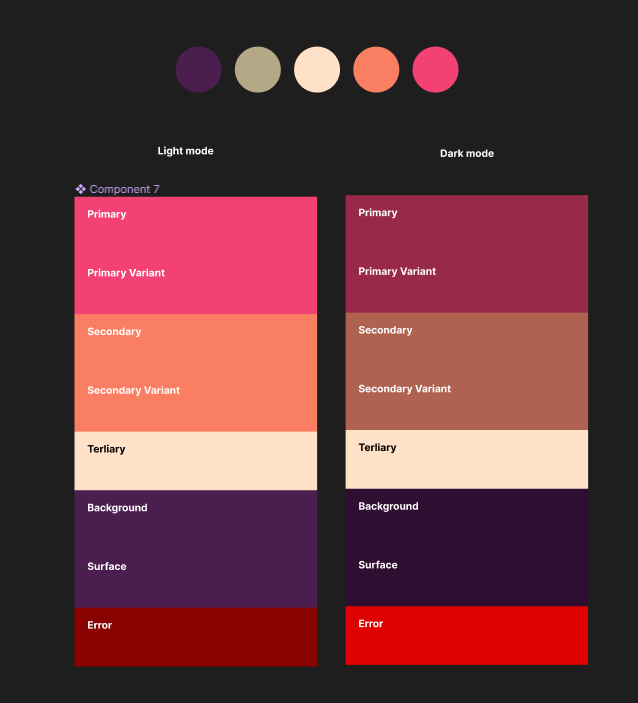 Light mode
Dark mode
Component 7
Primary
Primary Variant
Secondary
Secondary Variant
Terliary
Background
Surface
Error
Primary
Primary Variant
Secondary
Secondary Variant
Terliary
Background
Surface
Error